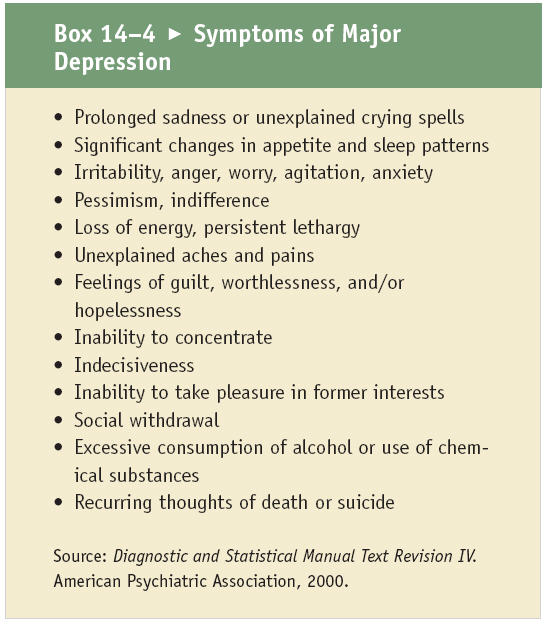 Box 14–4 ► Symptoms of Major
Depression
• Prolonged sadness or unexplained crying spells
• Significant changes in appetite and sleep patterns
• Irritability, anger, worry, agitation, anxiety
• Pessimism, indifference
• Loss of energy, persistent lethargy
• Unexplained aches and pains
• Feelings of guilt, worthlessness, and/or
hopelessness
• Inability to concentrate
• Indecisiveness
• Inability to take pleasure in former interests
• Social withdrawal
• Excessive consumption of alcohol or use of chem-
ical substances
• Recurring thoughts of death or suicide
Source: Diagnostic and Statistical Manual Text Revision IV.
American Psychiatric Association, 2000.